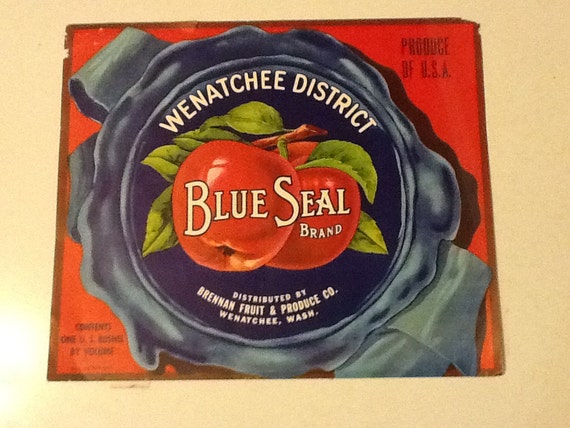 PRODUCE
OF U.S.A.
WENATCHEE DISTRICT
BLUE SEAL
BRAND
DISTRIBUTED BY
BRENNAN FRUIT & PRODUCE CO.
WENATCHEE, WASH.
CONTENTS
ONE U. S. BUSHEL
BY VOLUME